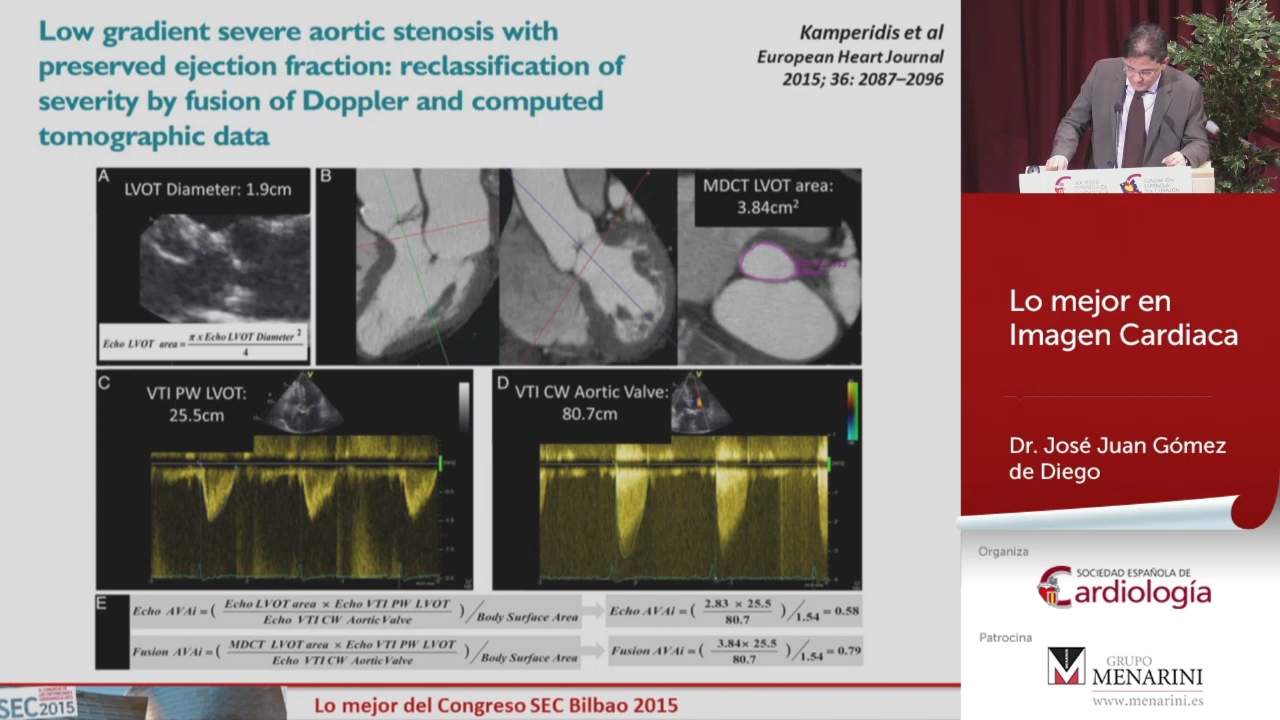 Low gradient severe aortic stenosis with
preserved ejection fraction: reclassification of
severity by fusion of Doppler and computed
tomographic data
Kamperidis et al
European Heart Journal
2015; 36: 2087–2096
A
LVOT Diameter: 1.9cm
Echo LVOT area = π x Echo LVOT Diameter 2
4
B
MDCT LVOT area:
3.84cm²
C
VTI PW LVOT:
25.5cm
D
VTI CW Aortic Valve:
80.7cm
E
Echo AVAi = ( Echo LVOT area × Echo VTI PW LVOT
Echo VTI CW AorticValve
) / Body Surface Area
Echo AVAi = ( 2.83 × 25.5
80.7
) / 1.54 = 0.58
Fusion AVAi = ( MDCT LVOT area × Echo VTI PW LVOT
Echo VTI CW AorticValve
) / Body Surface Area
Fusion AVAi = ( 3.84× 25.5
80.7
) / 1.54 = 0.79
SEC2015
Lo mejor del Congreso SEC Bilbao 2015
Lo mejor en
Imagen Cardiaca
Dr. José Juan Gómez
de Diego
Organiza
SOCIEDAD ESPAÑOLA DE
Cardiología
Patrocina
GRUPO
MENARINI
www.menarini.es